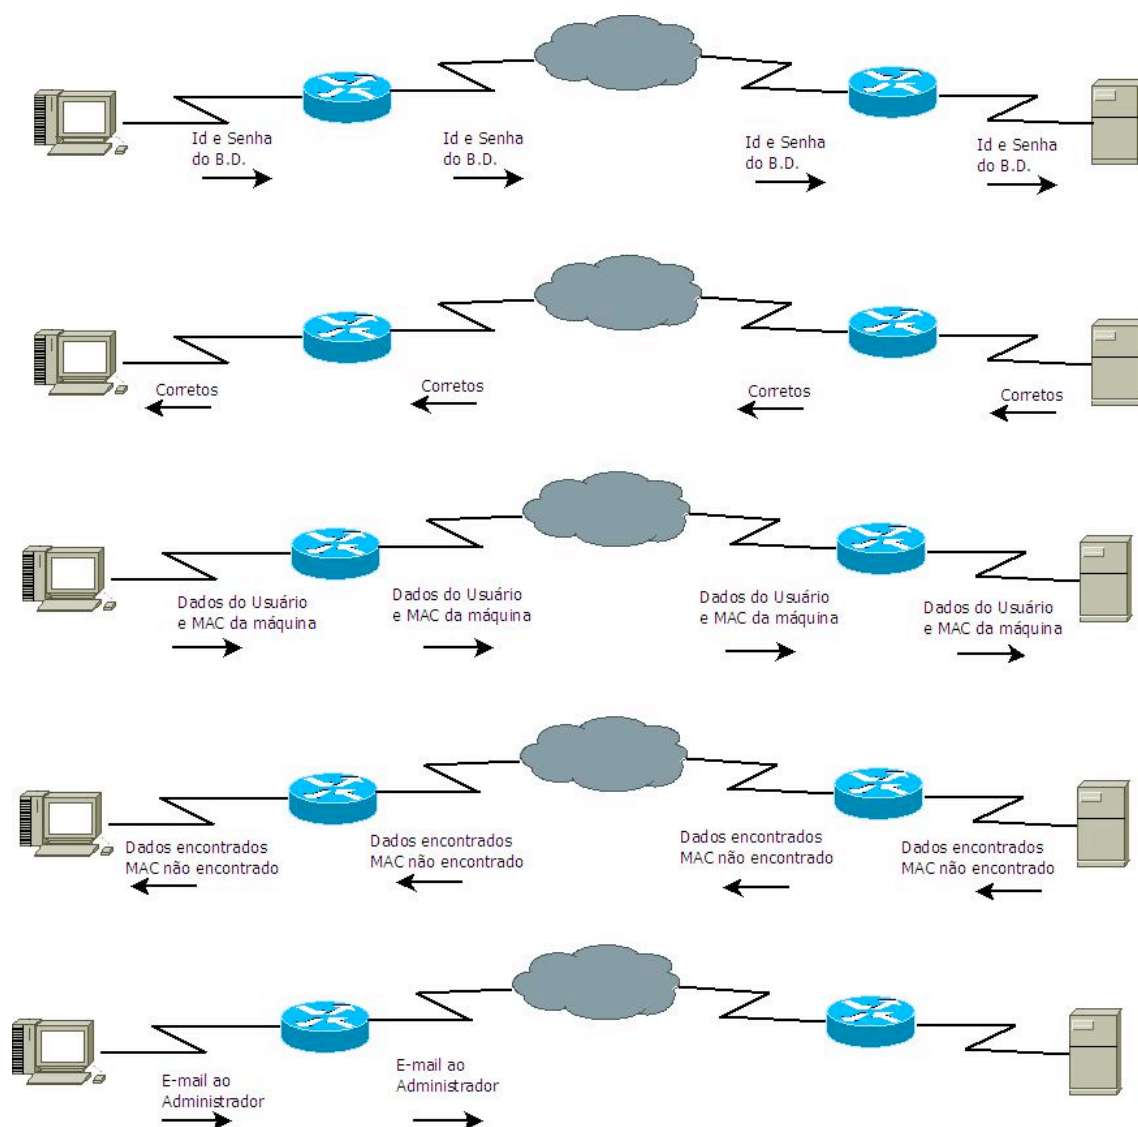 Id e Senha
do B.D.
Id e Senha
do B.D.
Id e Senha
do B.D.
Id e Senha
do B.D.
Corretos
Corretos
Corretos
Corretos
Dados do Usuário
e MAC da máquina
Dados do Usuário
e MAC da máquina
Dados do Usuário
e MAC da máquina
Dados do Usuário
e MAC da máquina
Dados encontrados
MAC não encontrado
Dados encontrados
MAC não encontrado
Dados encontrados
MAC não encontrado
Dados encontrados
MAC não encontrado
E-mail ao
Administrador
E-mail ao
Administrador